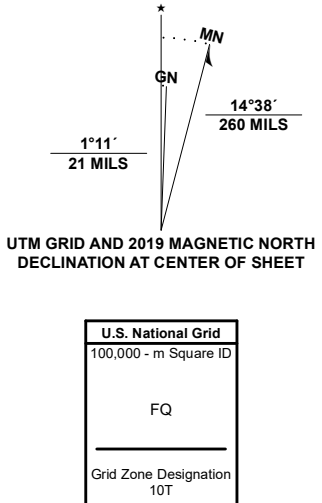 ★
MN
GN
14°38´
260 MILS
1°11´
21 MILS
UTM GRID AND 2019 MAGNETIC NORTH
DECLINATION AT CENTER OF SHEET
U.S. National Grid
100,000 - m Square ID
FQ
Grid Zone Designation
10T